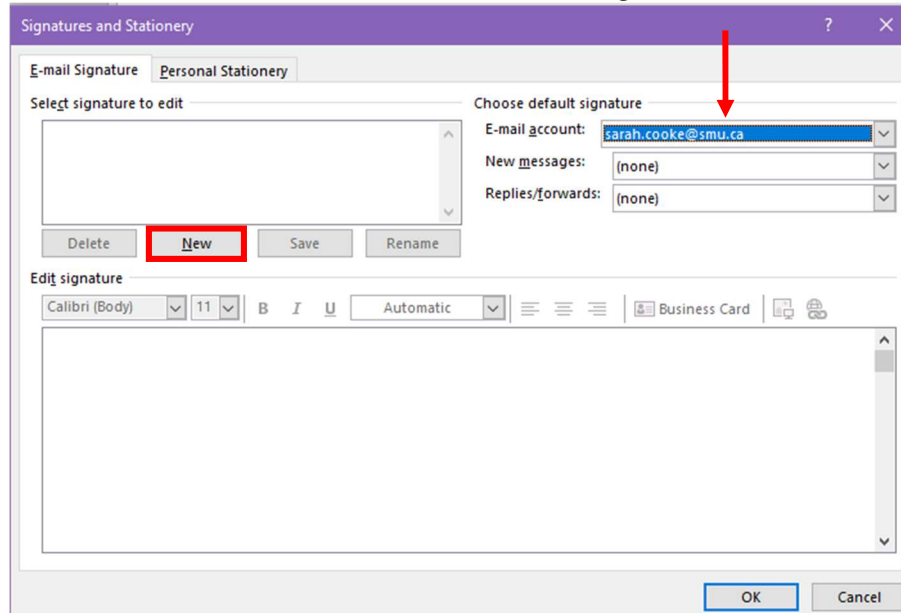 Signatures and Stationery ? ×
E-mail Signature Personal Stationery
Select signature to edit Choose default signature
E-mail account: sarah.cooke@smu.ca
New messages: (none)
Replies/forwards: (none)
Delete New Save Rename
Edit signature
Calibri (Body) 11 B I U Automatic Business Card
OK Cancel